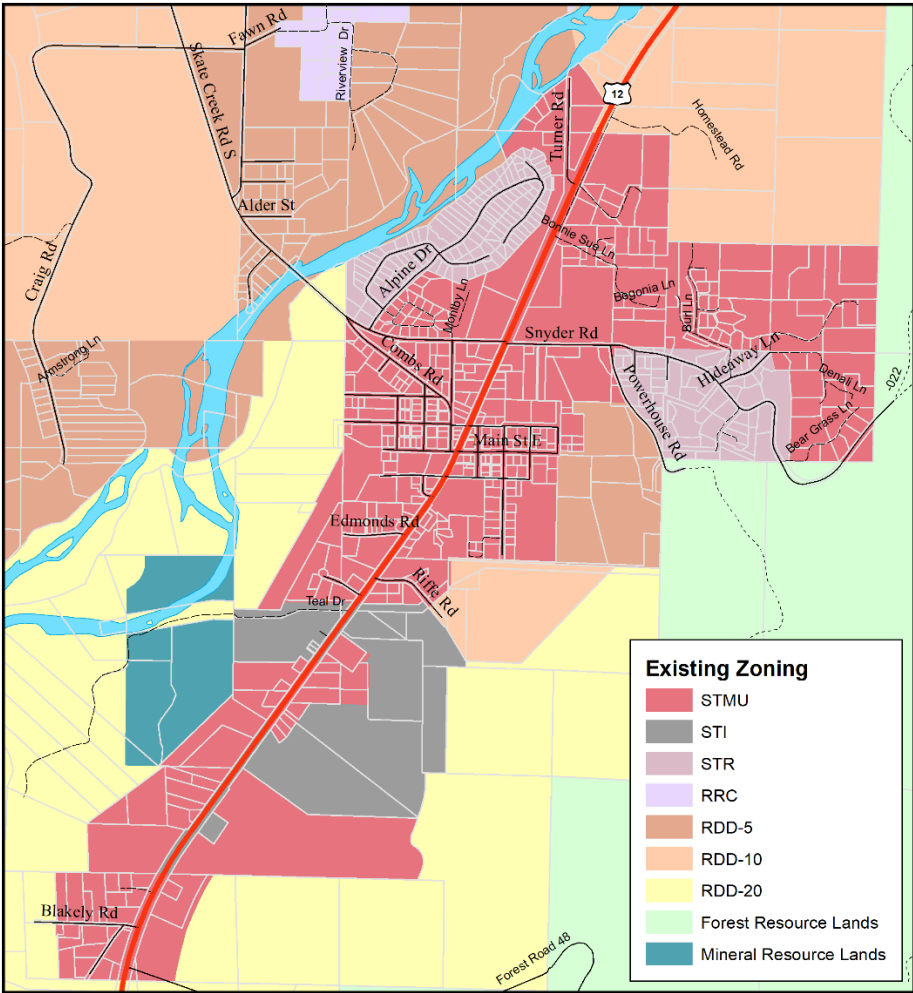 Fawn Rd
Skate Creek Rd S
Riverview Dr
12
Turner Rd
Homestead Rd
Alder St
Craig Rd
Bonnie Sue Ln
Alpine Dr
Begonia Ln
Montby Ln
Burl Ln
Snyder Rd
Armstrong Ln
Combs Rd
Hideaway Ln
Powerhouse Rd
Denali Ln
-022
Bear Grass Ln
Main St E
Edmonds Rd
Riffe Rd
Teal Dr
Blakely Rd
Forest Road 48
Existing Zoning
STMU
STI
STR
RRC
RDD-5
RDD-10
RDD-20
Forest Resource Lands
Mineral Resource Lands